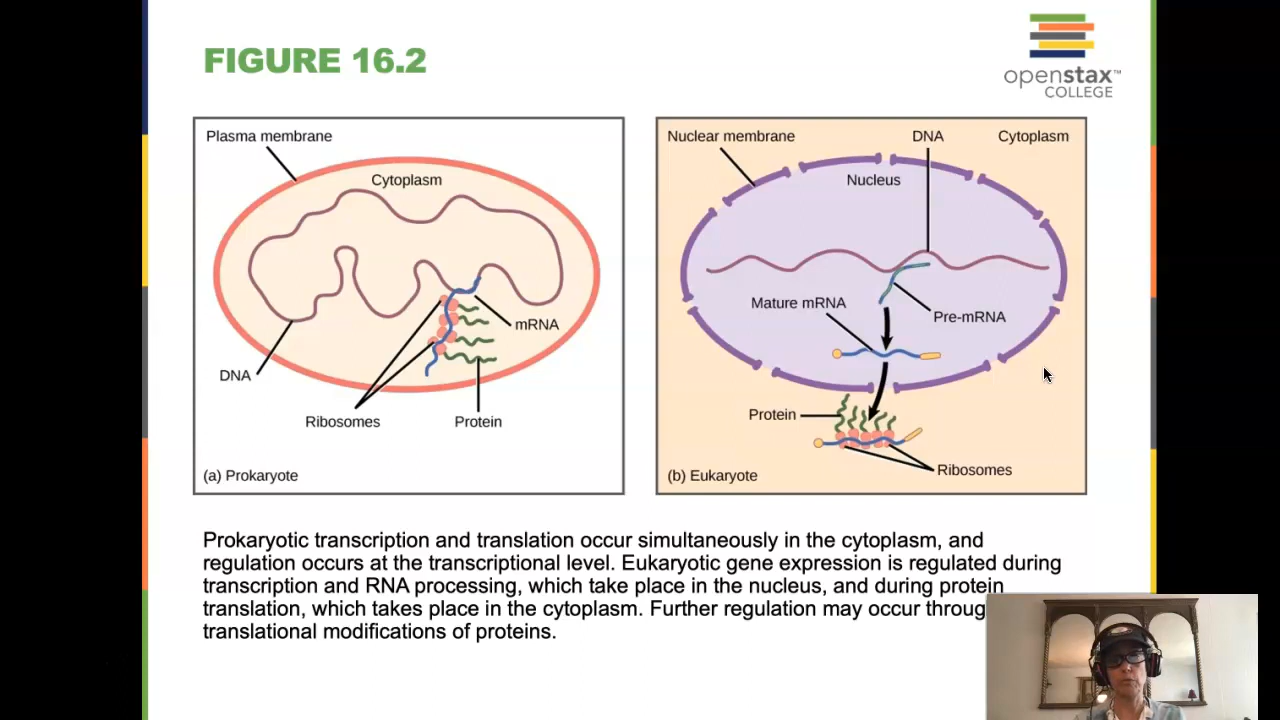 FIGURE 16.2
openstax™
COLLEGE
Plasma membrane
Cytoplasm
mRNA
DNA
Ribosomes
Protein
(a) Prokaryote
Nuclear membrane
DNA
Cytoplasm
Nucleus
Mature mRNA
Pre-mRNA
Protein
Ribosomes
(b) Eukaryote
Prokaryotic transcription and translation occur simultaneously in the cytoplasm, and
regulation occurs at the transcriptional level. Eukaryotic gene expression is regulated during
transcription and RNA processing, which take place in the nucleus, and during protein
translation, which takes place in the cytoplasm. Further regulation may occur
translational modifications of proteins.